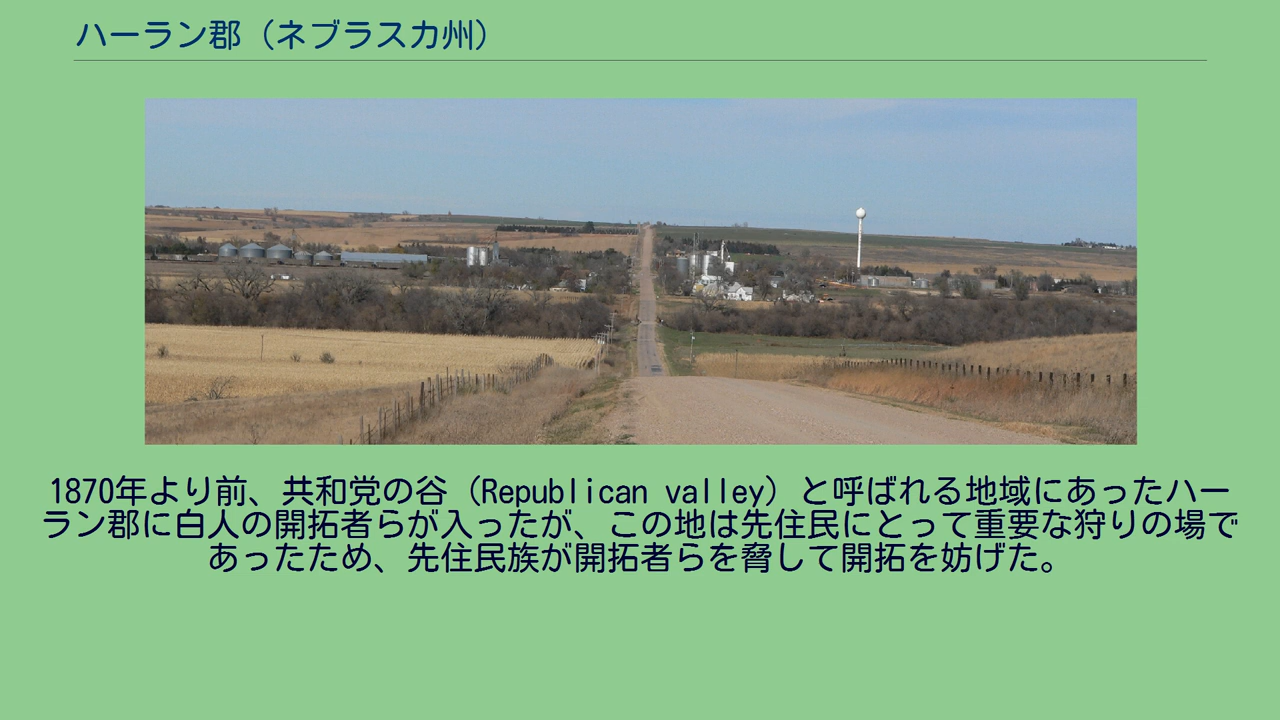 ハーラン郡（ネブラスカ州）
1870年より前、共和党の谷（Republican valley）と呼ばれる地域にあったハー
ラン郡に白人の開拓者らが入ったが、この地は先住民にとって重要な狩りの場で
あったため、先住民族が開拓者らを脅して開拓を妨げた。